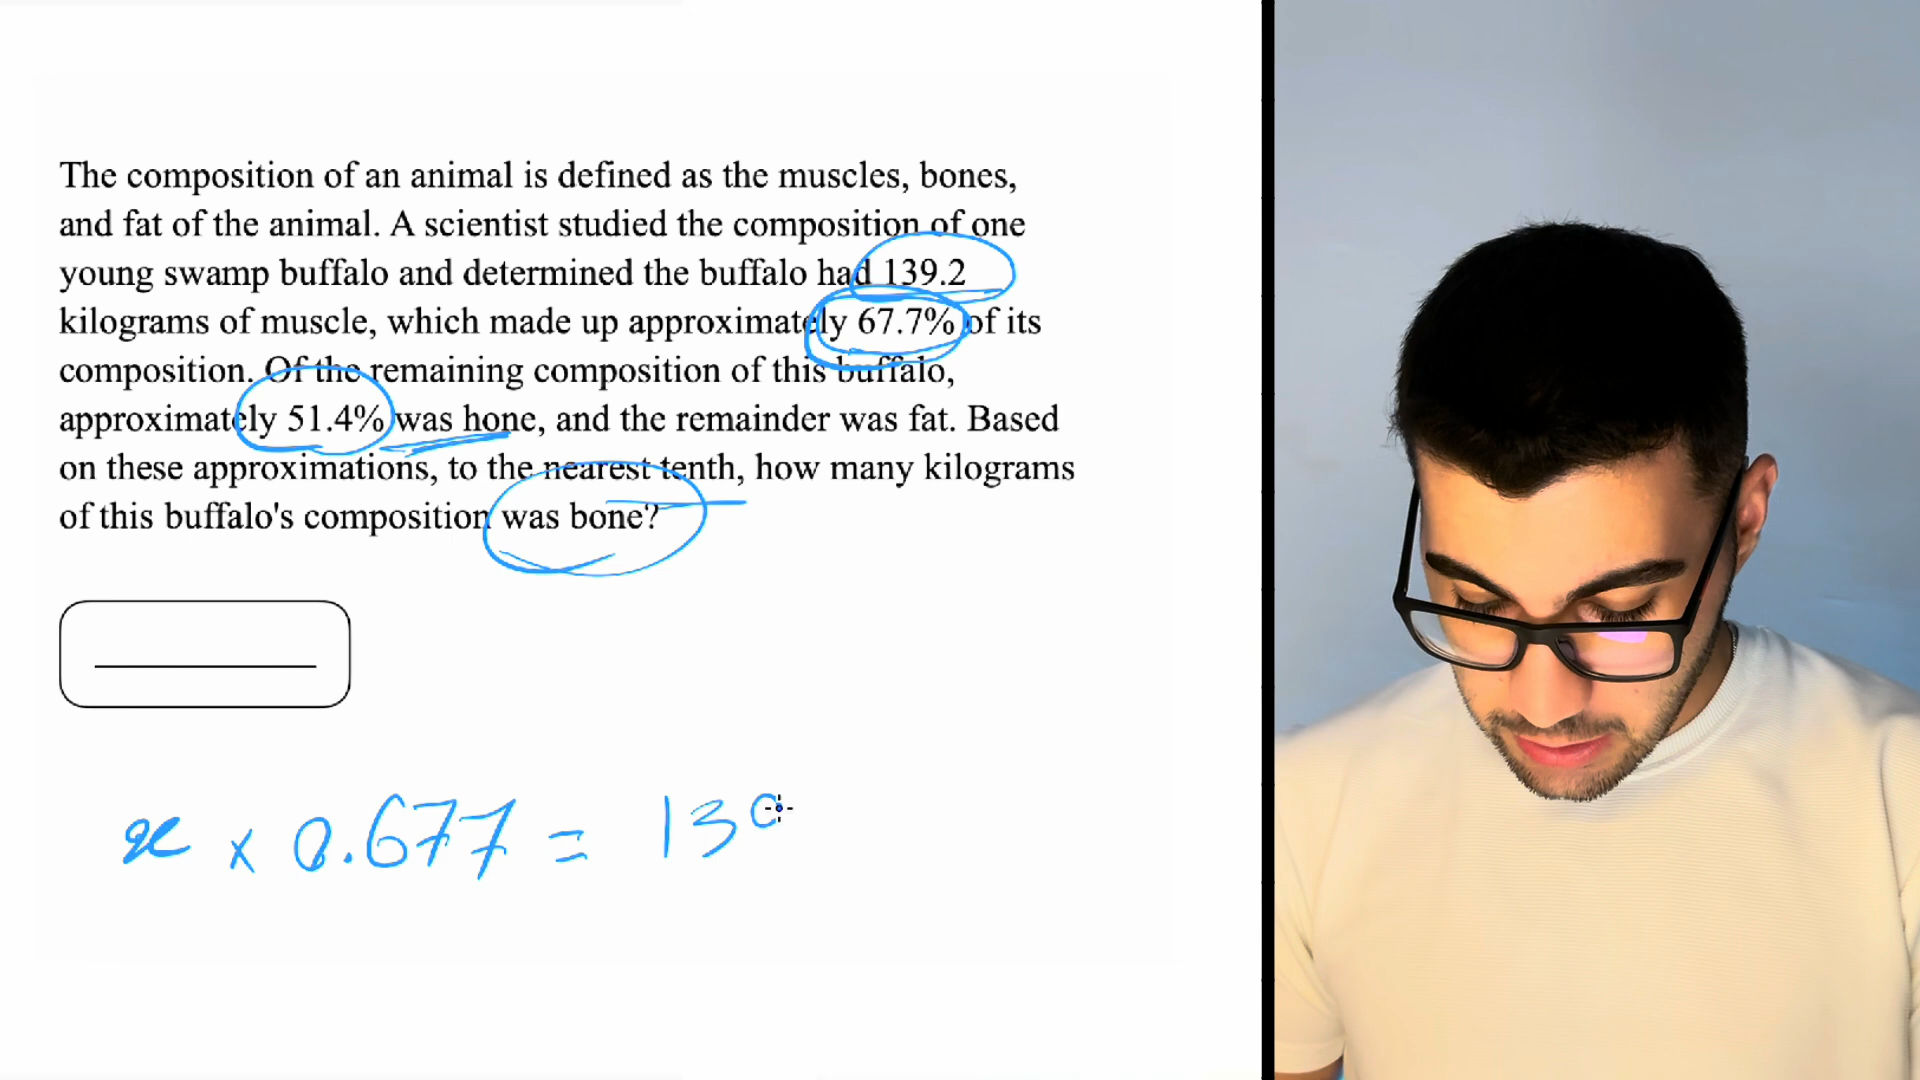 The composition of an animal is defined as the muscles, bones,
and fat of the animal. A scientist studied the composition of one
young swamp buffalo and determined the buffalo had 139.2
kilograms of muscle, which made up approximately 67.7% of its
composition. Of the remaining composition of this buffalo,
approximately 51.4% was bone, and the remainder was fat. Based
on these approximations, to the nearest tenth, how many kilograms
of this buffalo's composition was bone?
x × 0.677 = 13